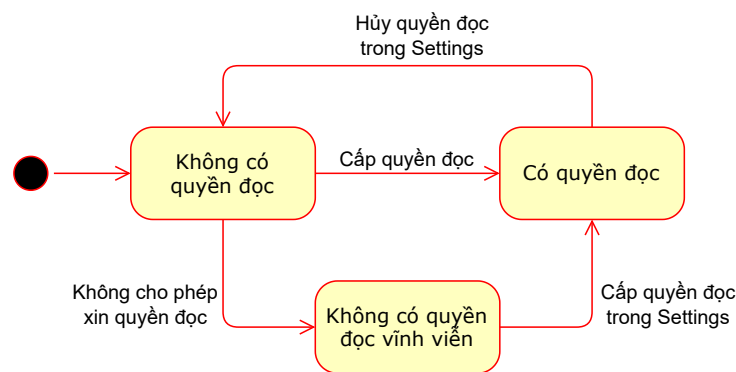 Hủy quyền đọc
trong Settings
Không có
quyền đọc
Cấp quyền đọc
Có quyền đọc
Không cho phép
xin quyền đọc
Không có quyền
đọc vĩnh viễn
Cấp quyền đọc
trong Settings